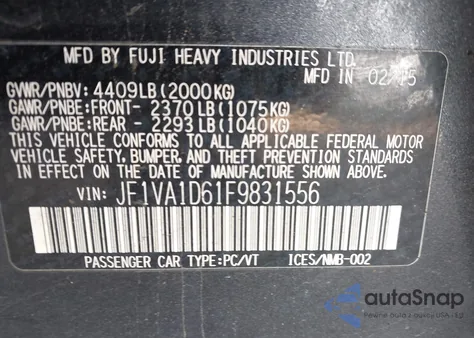 MFD BY FUJI HEAVY INDUSTRIES LTD.
MFD IN 02/15
GVWR/PNBV: 4409LB(2000KG)
GAWR/PNBE:FRONT- 2370LB(1075KG)
GAWR/PNBE:REAR - 2293LB(1040KG)
THIS VEHICLE CONFORMS TO ALL APPLICABLE FEDERAL MOTOR
VEHICLE SAFETY, BUMPER, AND THEFT PREVENTION STANDARDS
IN EFFECT ON THE DATE OF MANUFACTURE SHOWN ABOVE.
VIN: JF1VA1D61F9831556
PASSENGER CAR TYPE:PC/VT ICES/NMB-002
autoSnap